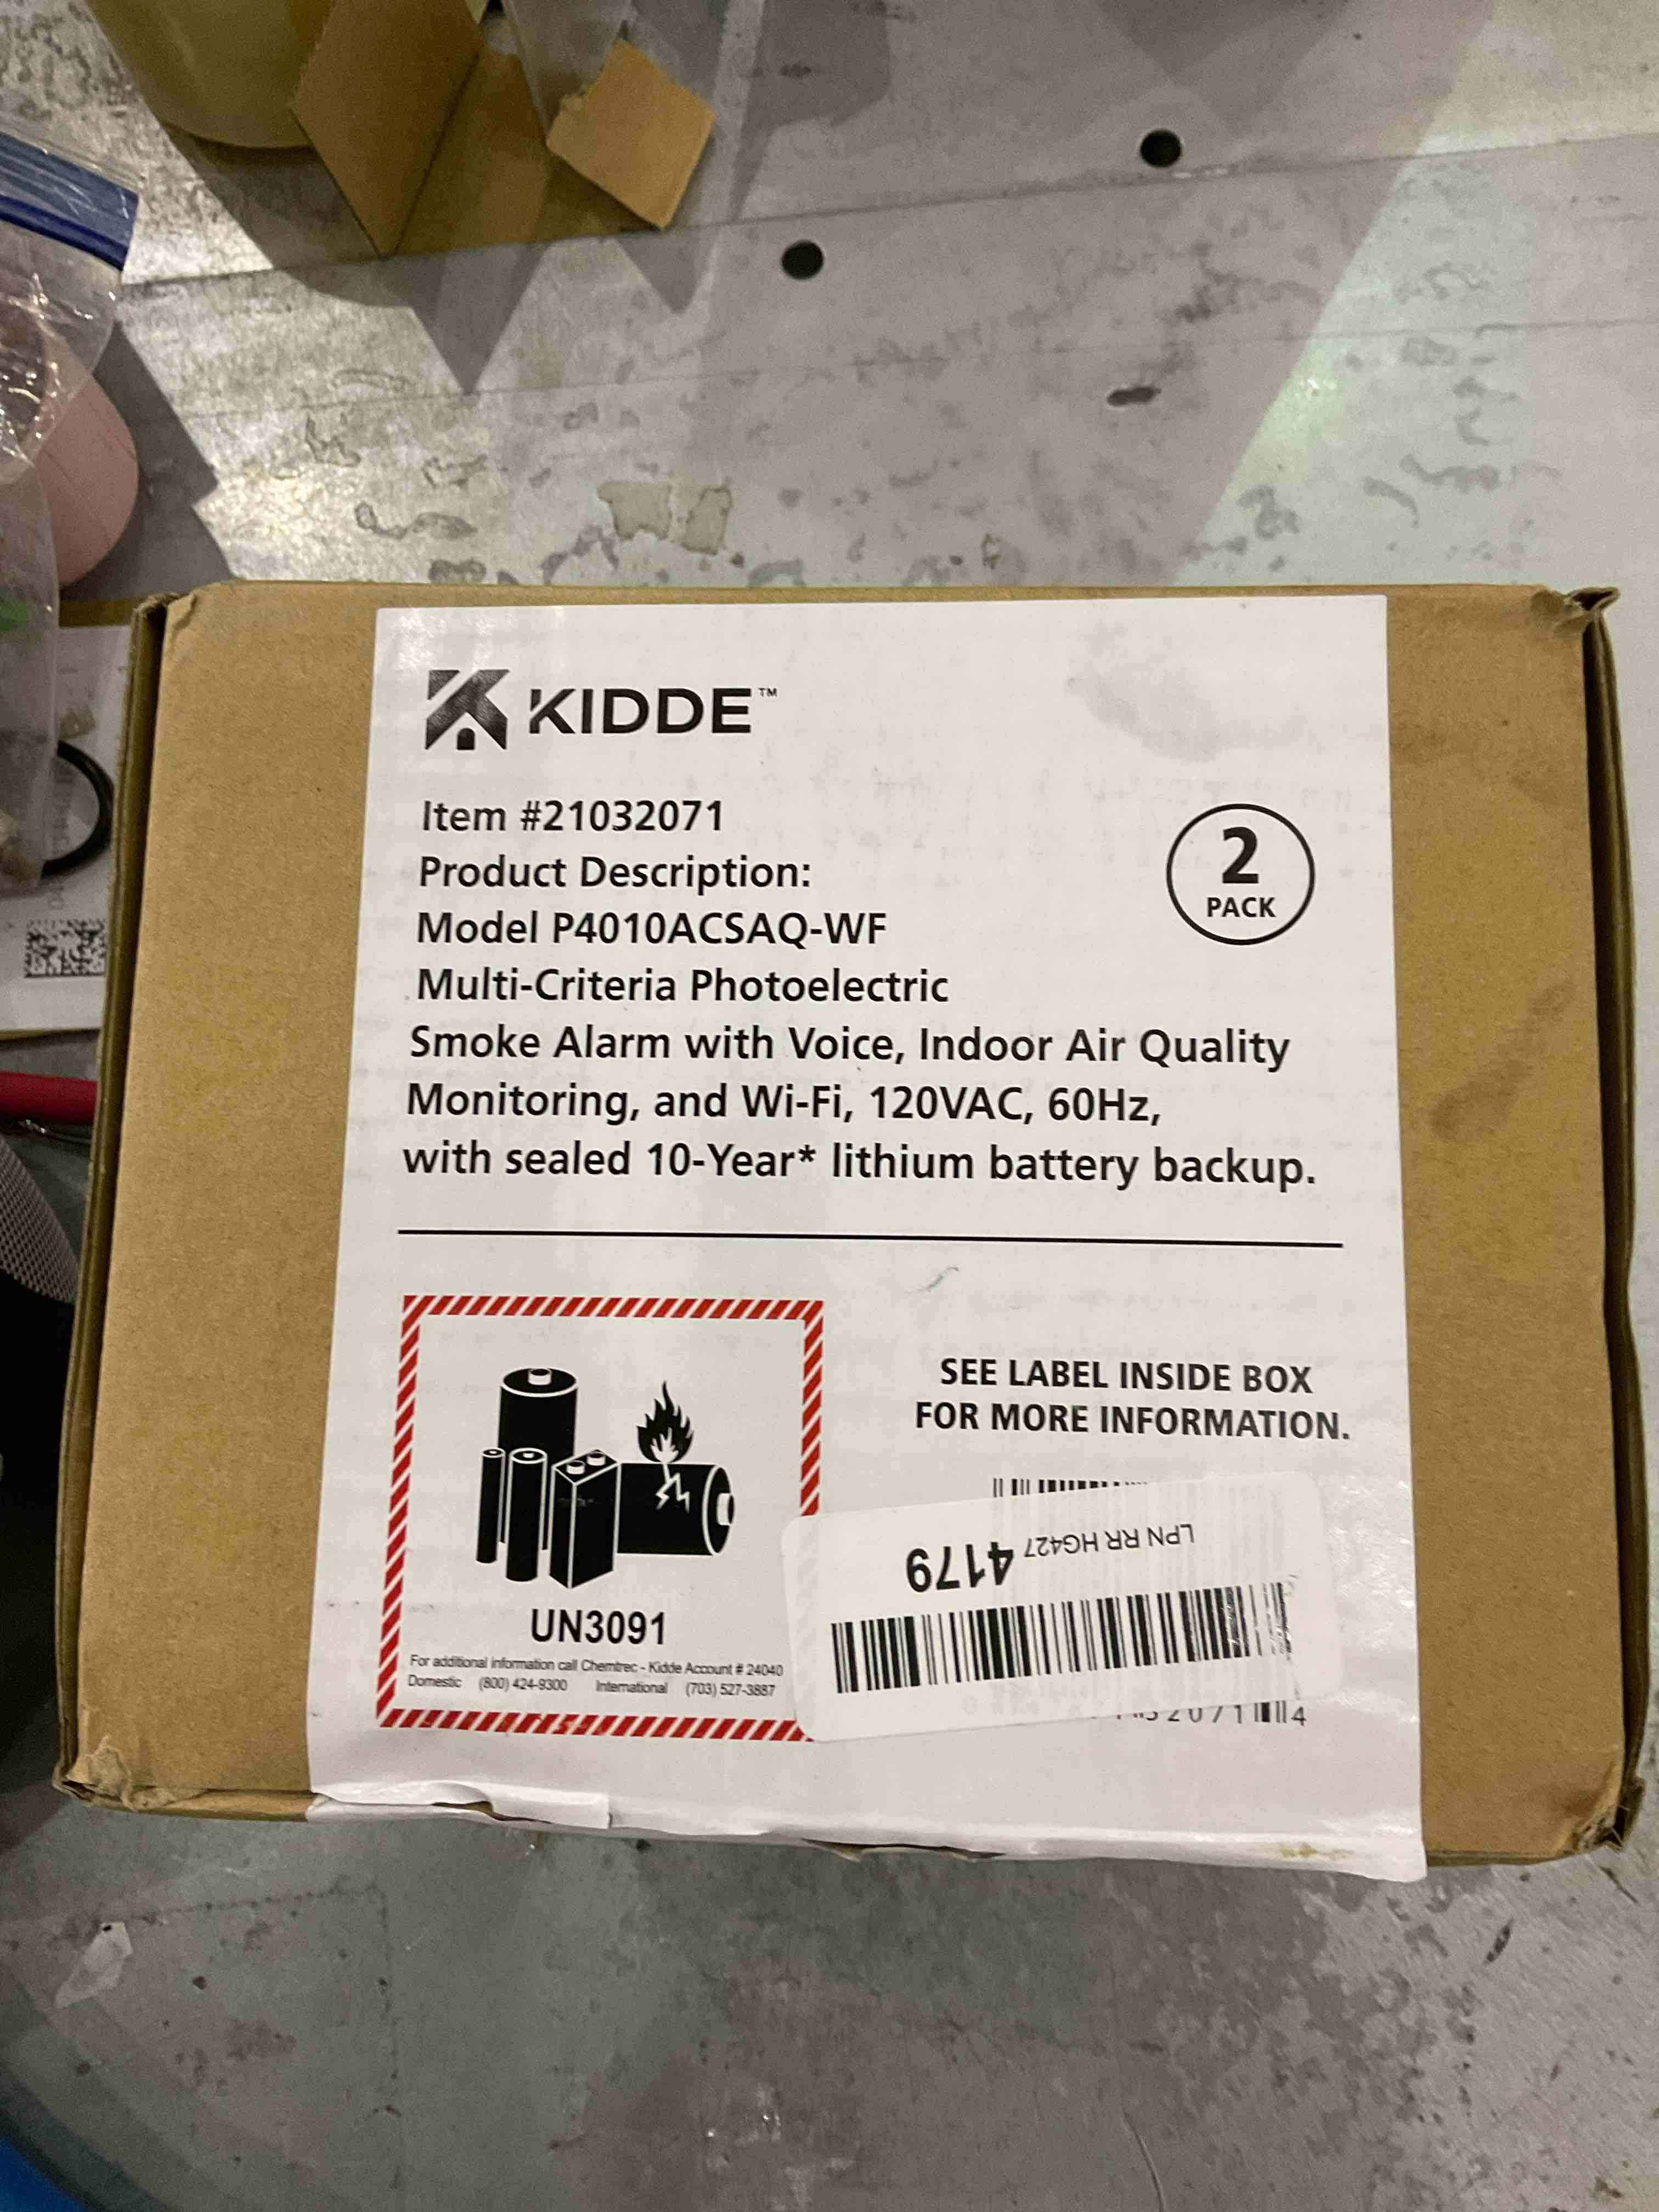 KIDDE™
Item #21032071
Product Description:
Model P4010ACSAQ-WF
Multi-Criteria Photoelectric
Smoke Alarm with Voice, Indoor Air Quality
Monitoring, and Wi-Fi, 120VAC, 60Hz,
with sealed 10-Year* lithium battery backup.
2
PACK
SEE LABEL INSIDE BOX
FOR MORE INFORMATION.
UN3091
For additional information call Chemtrec - Kidde Account # 24040
Domestic (800) 424-9300 International (703) 527-3887
LPN RR HG427 4179
2071 4